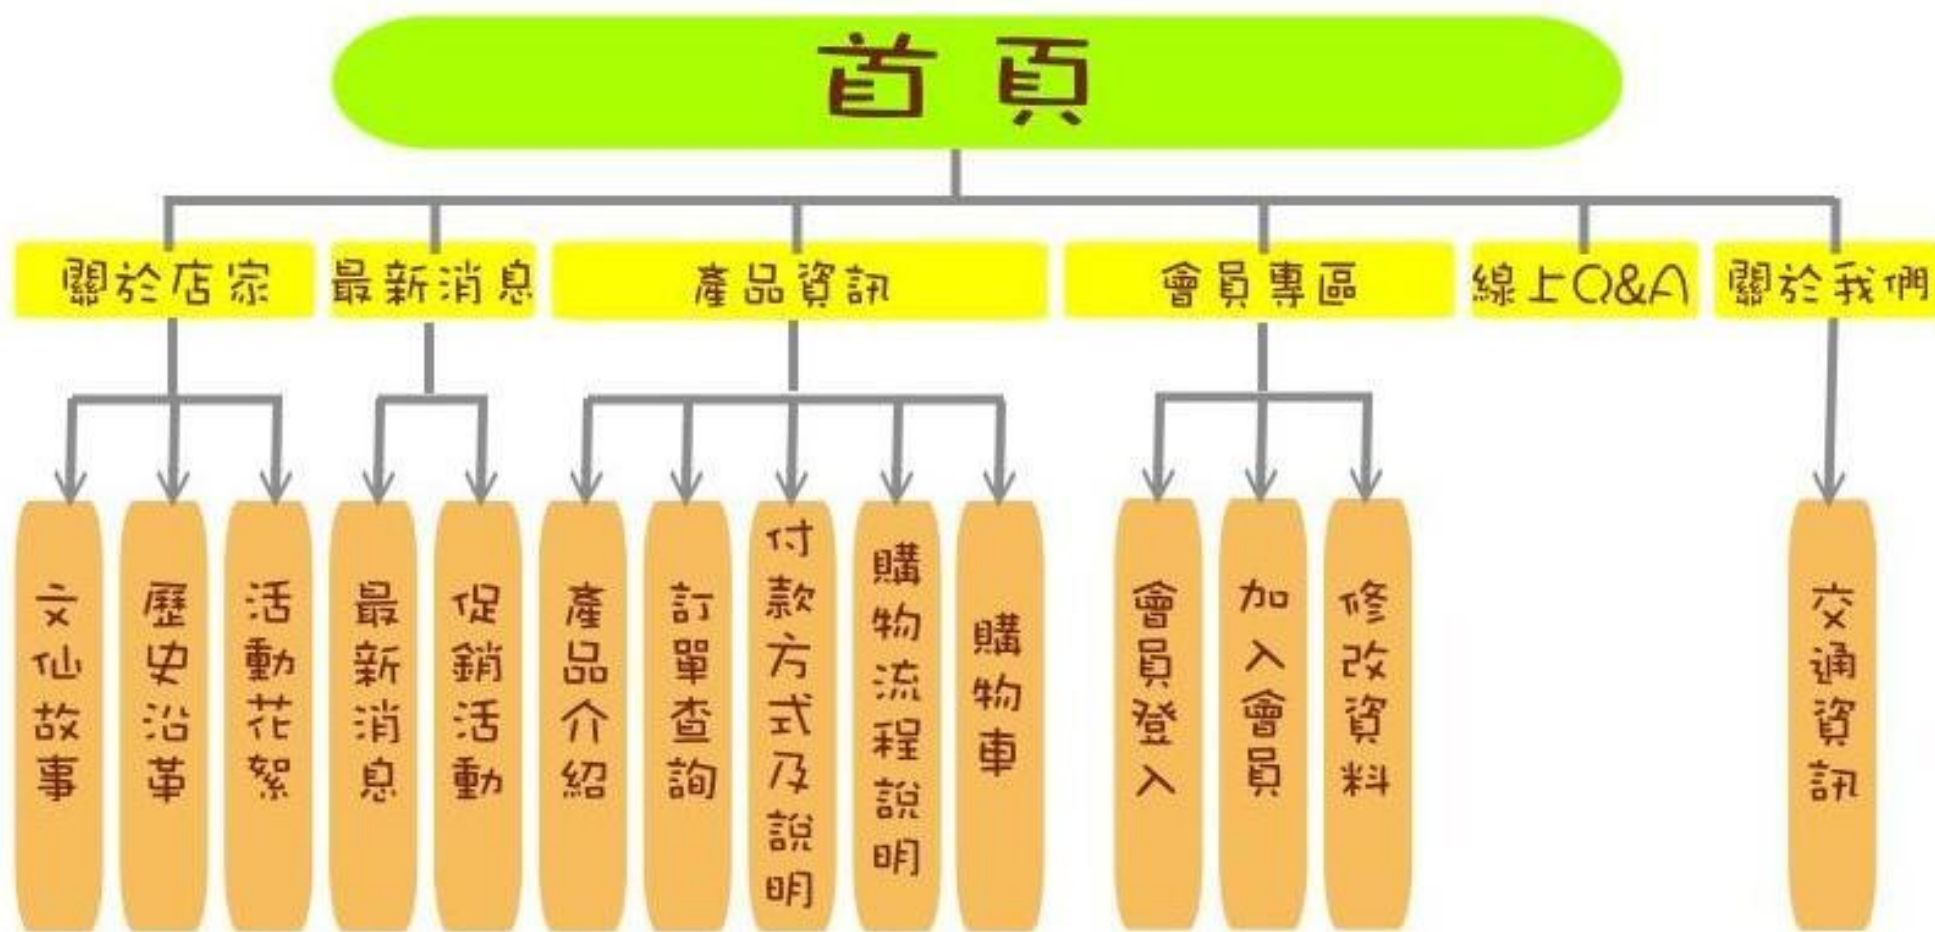 首頁
關於店家
最新消息
產品資訊
會員專區
線上Q&A
關於我們
文仙故事
歷史沿革
活動花絮
最新消息
促銷活動
產品介紹
訂單查詢
付款方式及說明
購物流程說明
購物車
會員登入
加入會員
修改資料
交通資訊